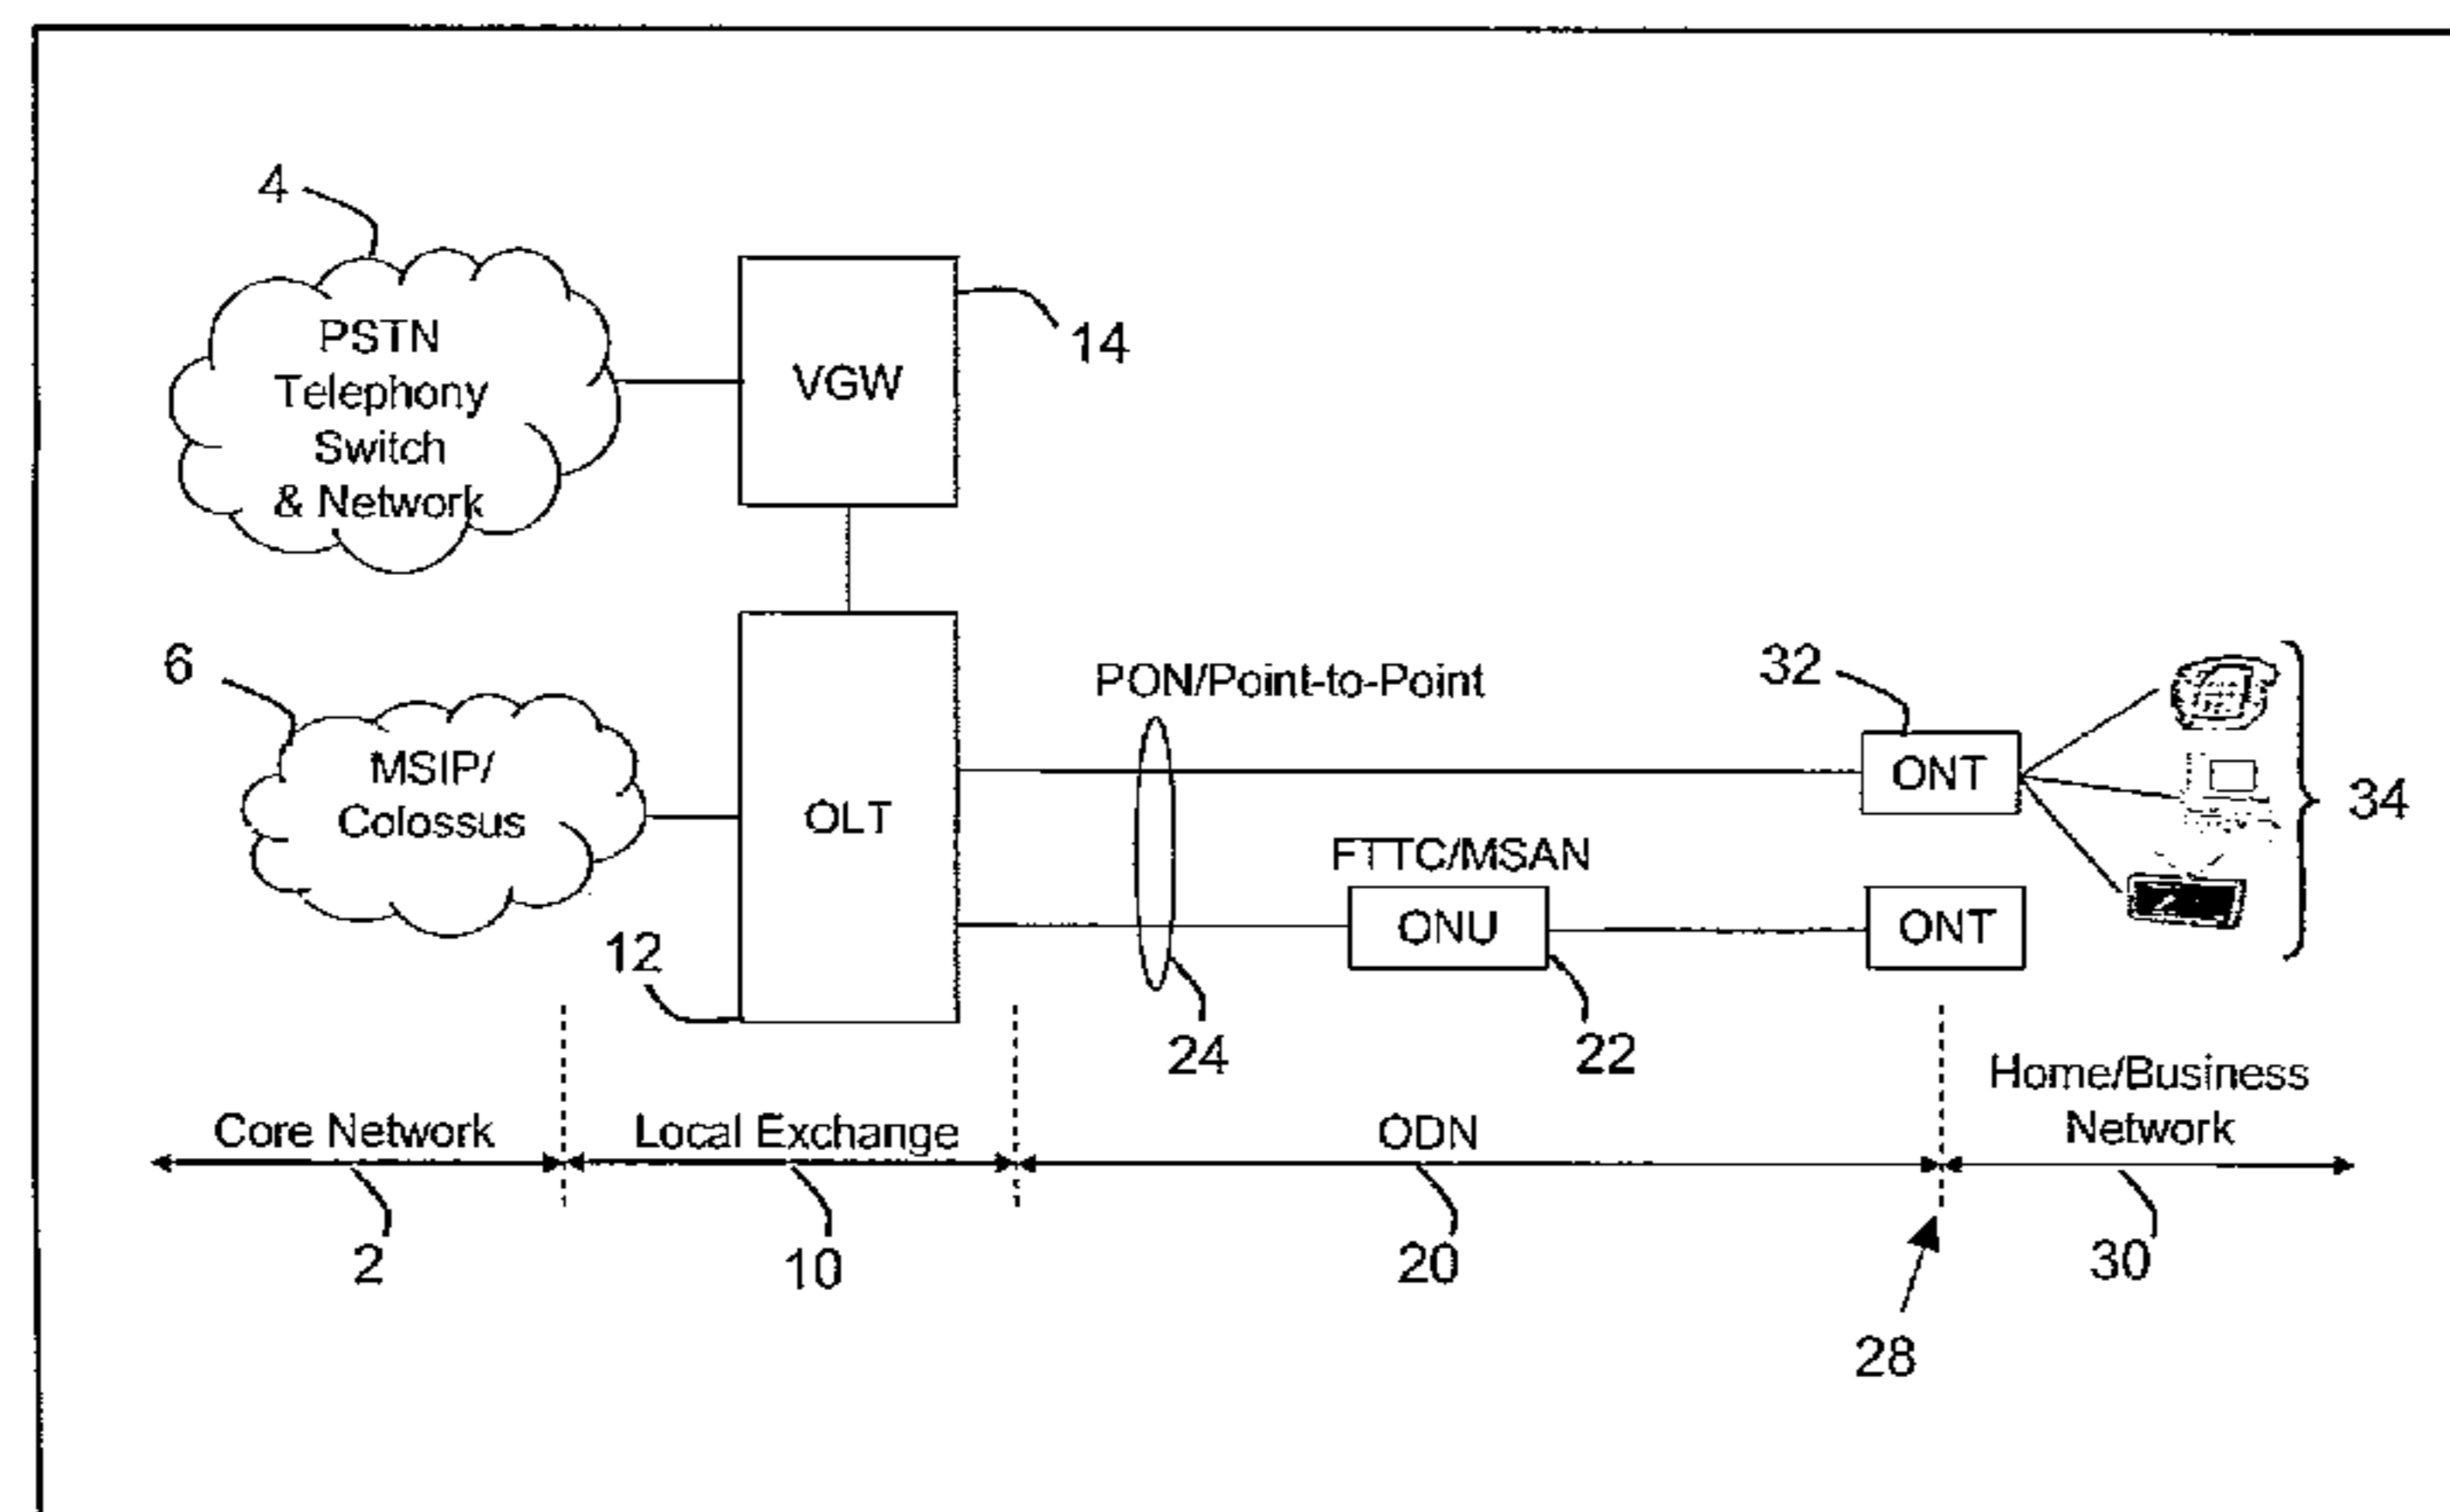 4
PSTN
Telephony
Switch
& Network
VGW
14
6
MSIP/
Colossus
OLT
12
PON/Point-to-Point
24
32
ONT
34
FTTC/MSAN
ONU
22
ONT
Core Network
2
Local Exchange
10
ODN
20
28
Home/Business
Network
30